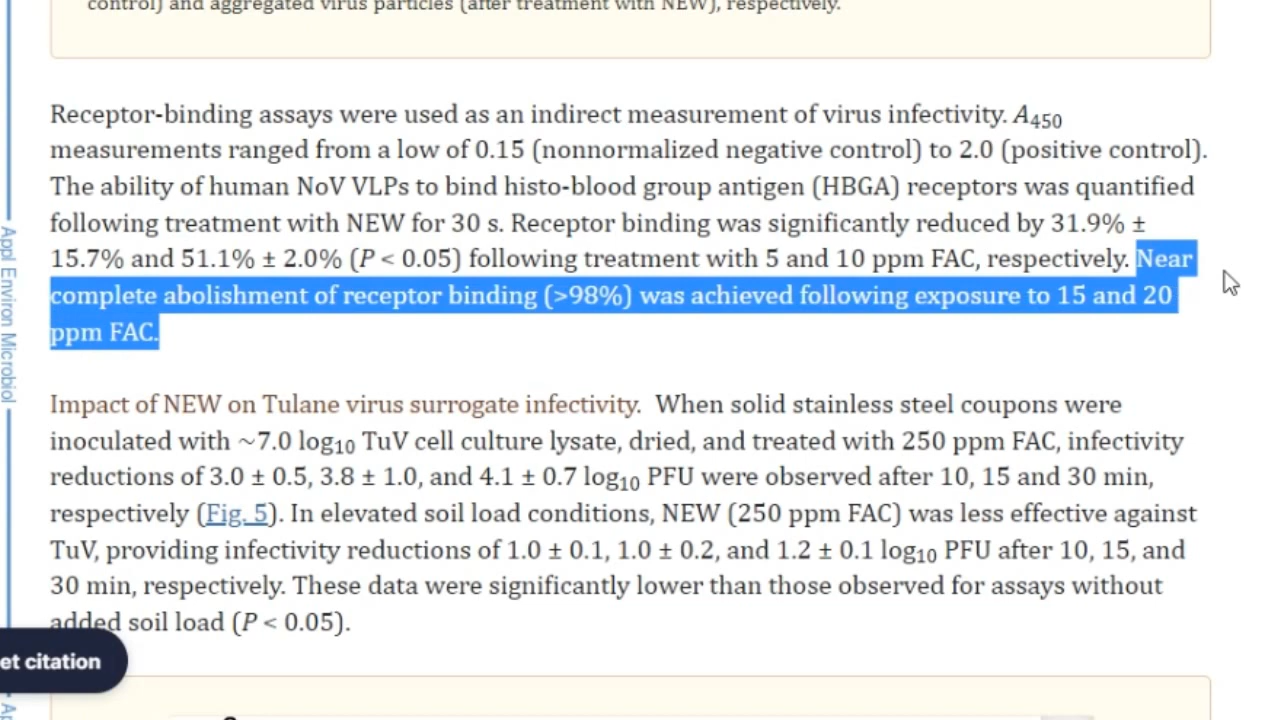 control) and aggregated virus particles (after treatment with NEW), respectively.
Receptor-binding assays were used as an indirect measurement of virus infectivity. A450
measurements ranged from a low of 0.15 (nonnormalized negative control) to 2.0 (positive control).
The ability of human NoV VLPs to bind histo-blood group antigen (HBGA) receptors was quantified
following treatment with NEW for 30 s. Receptor binding was significantly reduced by 31.9% ±
15.7% and 51.1% ± 2.0% (P < 0.05) following treatment with 5 and 10 ppm FAC, respectively. Near
complete abolishment of receptor binding (>98%) was achieved following exposure to 15 and 20
ppm FAC.
Impact of NEW on Tulane virus surrogate infectivity. When solid stainless steel coupons were
inoculated with ~7.0 log10 TuV cell culture lysate, dried, and treated with 250 ppm FAC, infectivity
reductions of 3.0 ± 0.5, 3.8 ± 1.0, and 4.1 ± 0.7 log10 PFU were observed after 10, 15 and 30 min,
respectively (Fig. 5). In elevated soil load conditions, NEW (250 ppm FAC) was less effective against
TuV, providing infectivity reductions of 1.0 ± 0.1, 1.0 ± 0.2, and 1.2 ± 0.1 log10 PFU after 10, 15, and
30 min, respectively. These data were significantly lower than those observed for assays without
added soil load (P < 0.05).
Appl Environ Microbiol
et citation